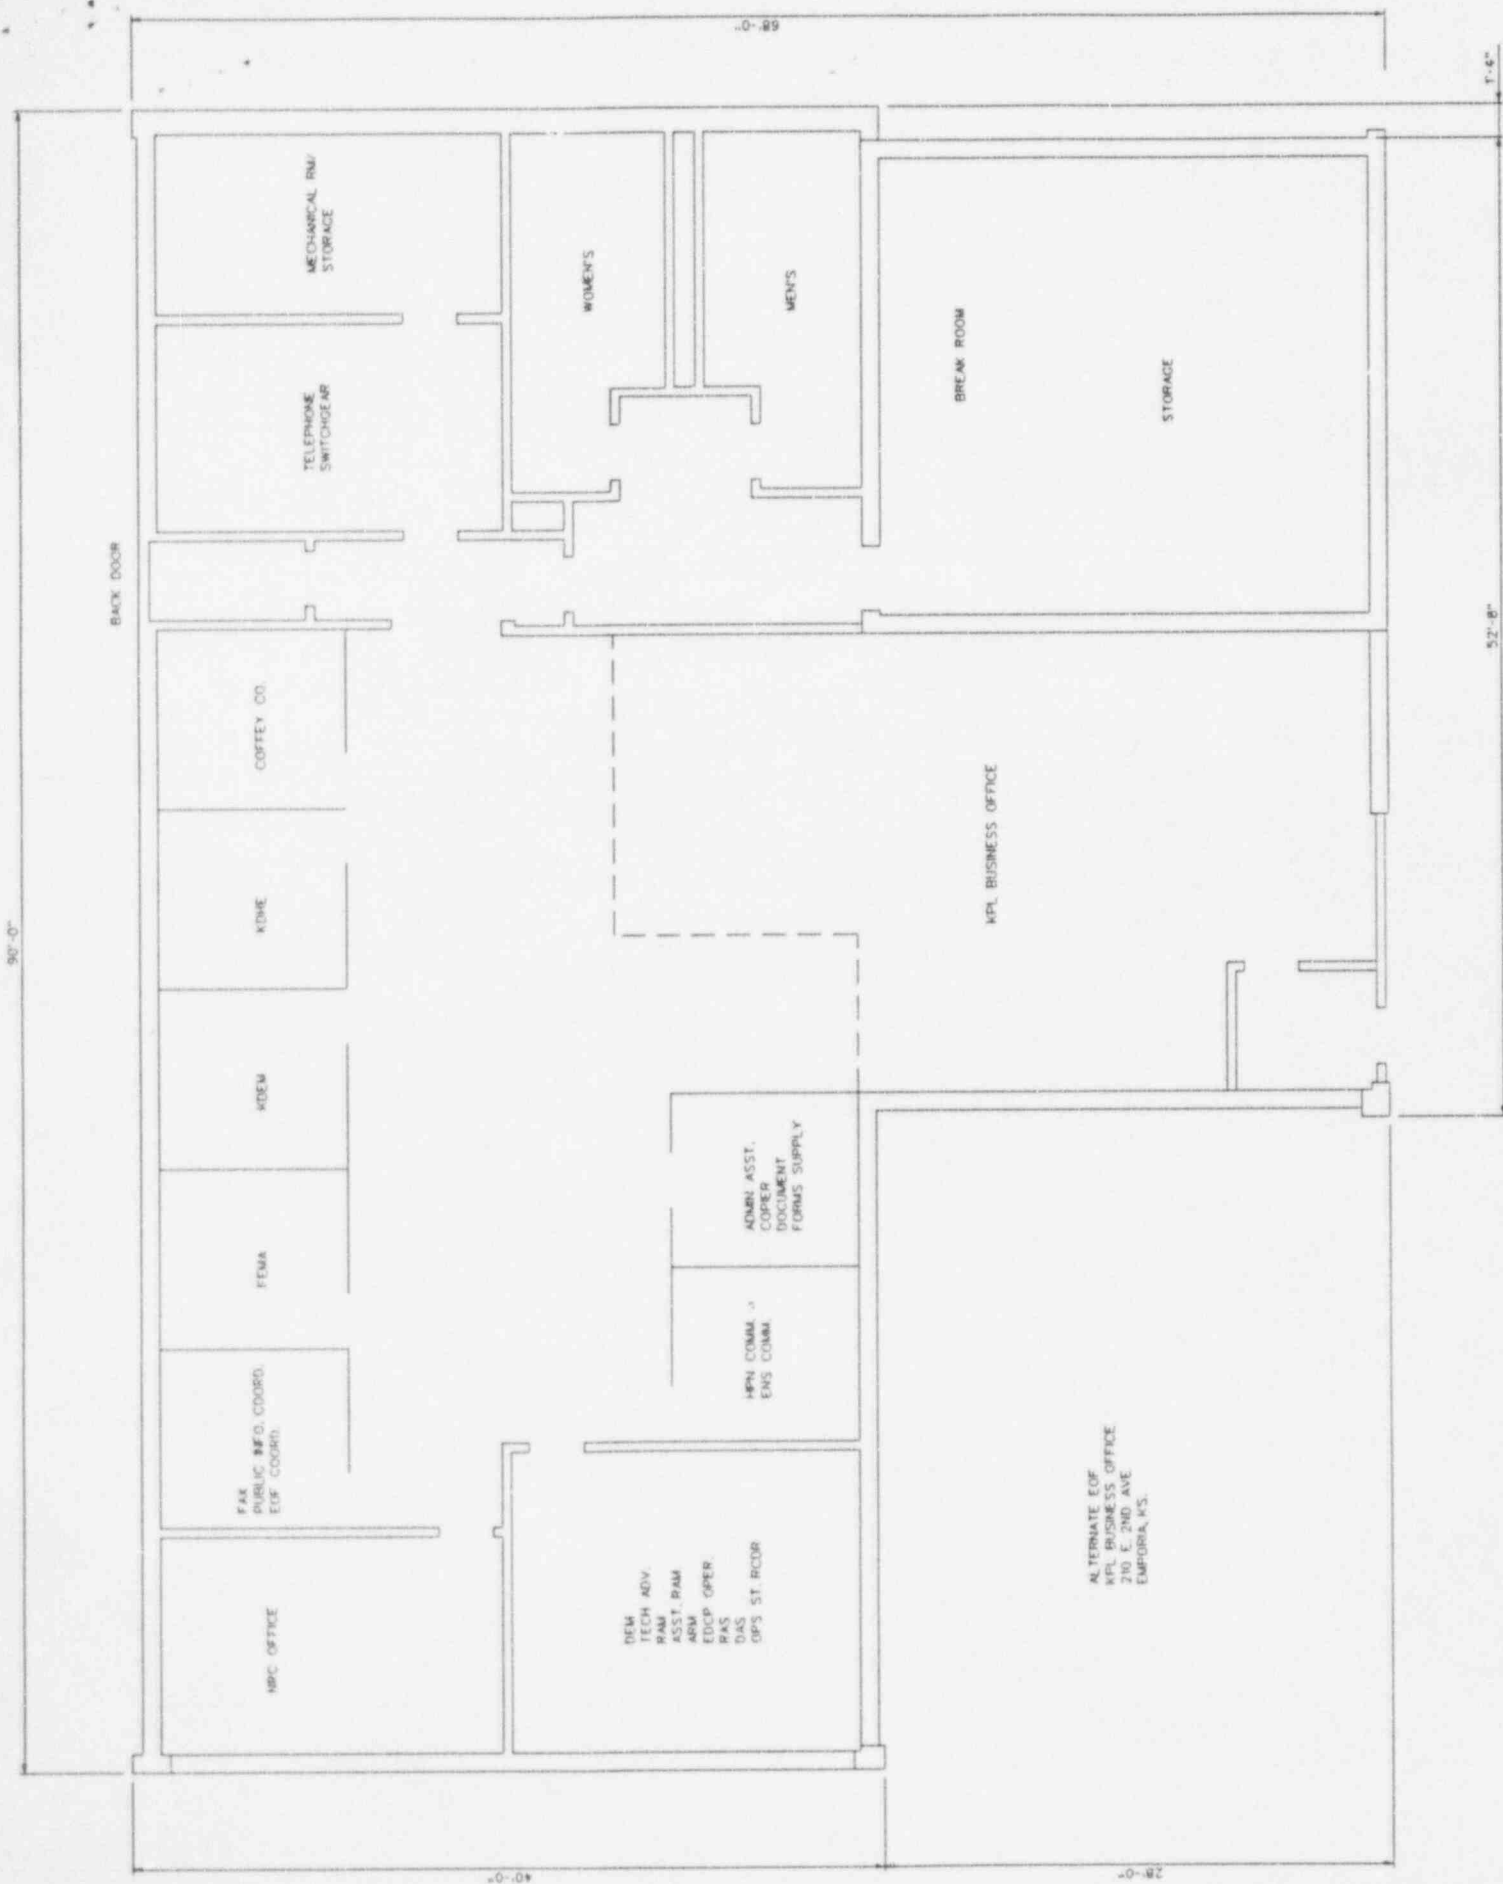 90'-0"
68'-0"
1'-6"
52'-8"
40'-0"
28'-0"
BACK DOOR
NRC OFFICE
FAX
PUBLIC INFO. COORD.
EOF COORD.
FEMA
KDEM
KDHE
COFFEY CO.
TELEPHONE
SWITCHGEAR
MECHANICAL RM/
STORAGE
WOMEN'S
MEN'S
DEM
TECH ADV.
RAM
ASST. RAM
ARM
EDCP OPER.
RAS
DAS
OPS ST. RCDR
HPN COMM.
ENS COMM.
ADMIN ASST.
COPIER
DOCUMENT
FORMS SUPPLY
KPL BUSINESS OFFICE
BREAK ROOM
STORAGE
ALTERNATE EOF
KPL BUSINESS OFFICE
210 E. 2ND AVE
EMPORIA, KS.